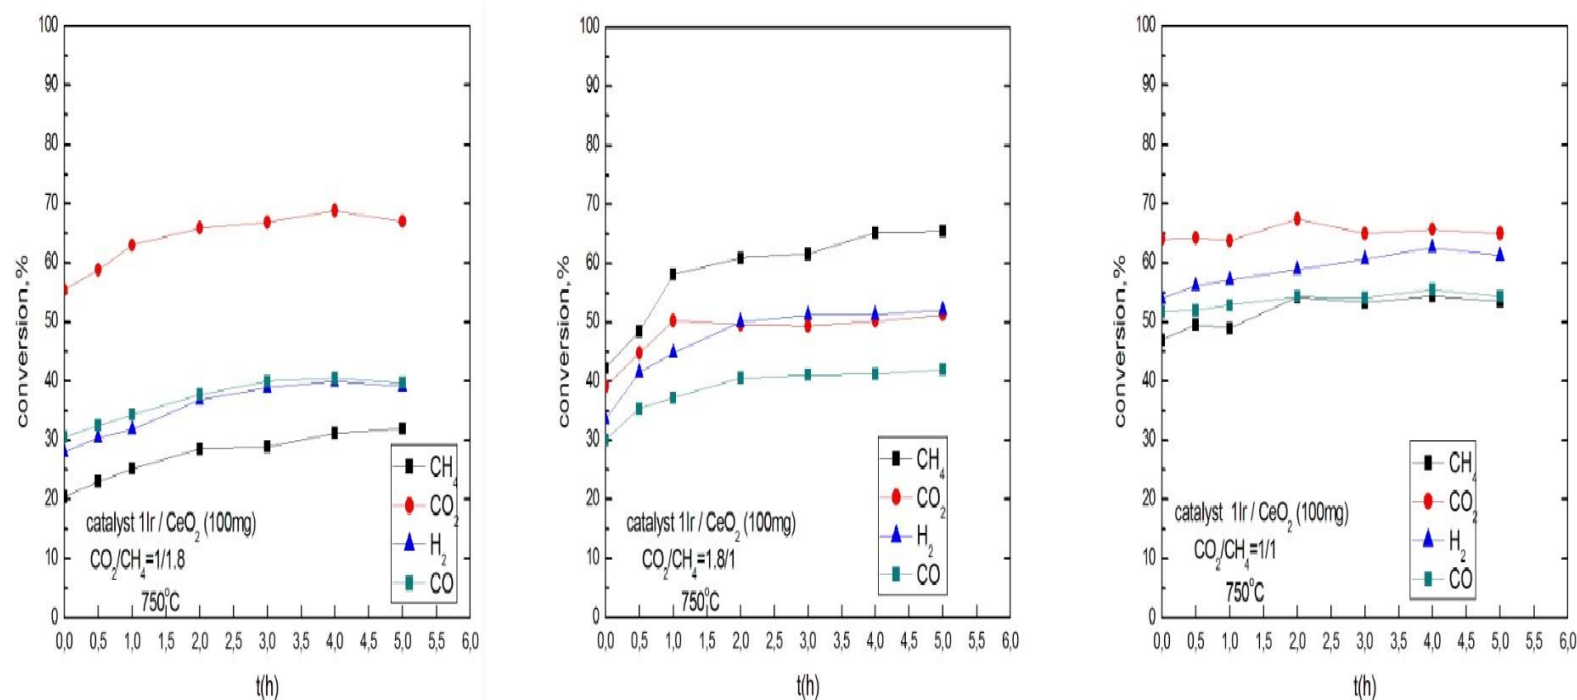 100
90
80
70
60
50
40
30
20
10
0
conversion,%
0,0 0,5 1,0 1,5 2,0 2,5 3,0 3,5 4,0 4,5 5,0 5,5 6,0
t(h)
catalyst 1Ir / CeO₂ (100mg)
CO₂/CH₄=1/1.8
750°C
CH₄
CO₂
H₂
CO
100
90
80
70
60
50
40
30
20
10
0
conversion,%
0,0 0,5 1,0 1,5 2,0 2,5 3,0 3,5 4,0 4,5 5,0 5,5 6,0
t(h)
catalyst 1Ir / CeO₂ (100mg)
CO₂/CH₄=1.8/1
750°C
CH₄
CO₂
H₂
CO
100
90
80
70
60
50
40
30
20
10
0
conversion,%
0,0 0,5 1,0 1,5 2,0 2,5 3,0 3,5 4,0 4,5 5,0 5,5 6,0
t(h)
catalyst 1Ir / CeO₂ (100mg)
CO₂/CH₄=1/1
750°C
CH₄
CO₂
H₂
CO